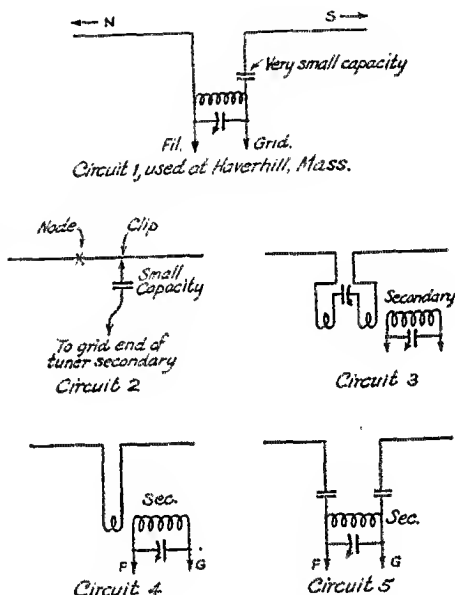 N
S
Very small capacity
Fil.
Grid.
Circuit 1, used at Haverhill, Mass.
Node
Clip
Small
Capacity
To grid end of
tuner secondary
Circuit 2
Secondary
Circuit 3
Sec.
F
G
Circuit 4
Sec.
F
G
Circuit 5